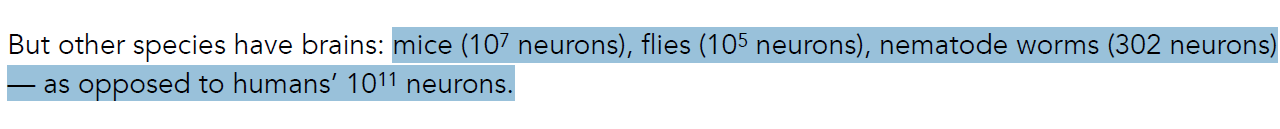 But other species have brains: mice (10⁷ neurons), flies (10⁵ neurons), nematode worms (302 neurons)
— as opposed to humans’ 10¹¹ neurons.